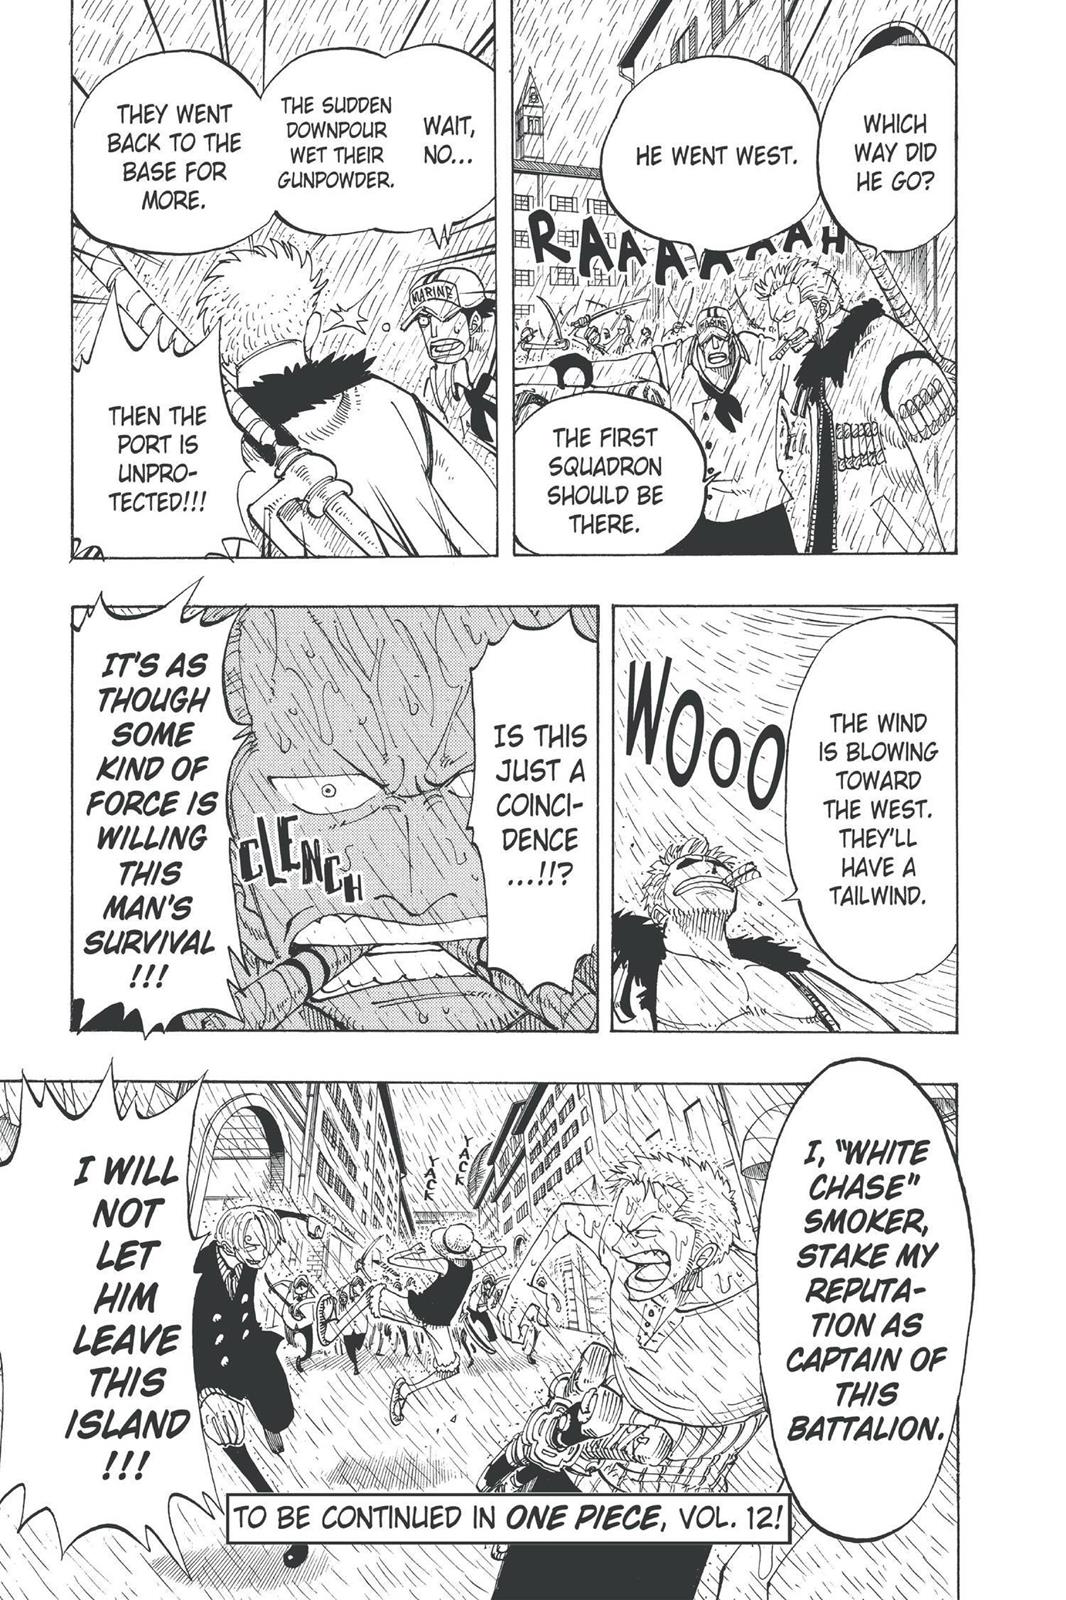 WHICH
WAY DID
HE GO?
HE WENT WEST.
RAAAAAAAH
MARINE
THE FIRST
SQUADRON
SHOULD BE
THERE.
WAIT,
NO...
THE SUDDEN
DOWNPOUR
WET THEIR
GUNPOWDER.
THEY WENT
BACK TO THE
BASE FOR
MORE.
MARINE
THEN THE
PORT IS
UNPRO-
TECTED!!!
THE WIND
IS BLOWING
TOWARD
THE WEST.
THEY'LL
HAVE A
TAILWIND.
WOOO
IS THIS
JUST A
COINCI-
DENCE
...!!?
CLENCH
IT'S AS
THOUGH
SOME
KIND OF
FORCE IS
WILLING
THIS
MAN'S
SURVIVAL
!!!
I, "WHITE
CHASE"
SMOKER,
STAKE MY
REPUTA-
TION AS
CAPTAIN OF
THIS
BATTALION.
YACK
YACK
I WILL
NOT
LET
HIM
LEAVE
THIS
ISLAND
!!!
TO BE CONTINUED IN ONE PIECE, VOL. 12!